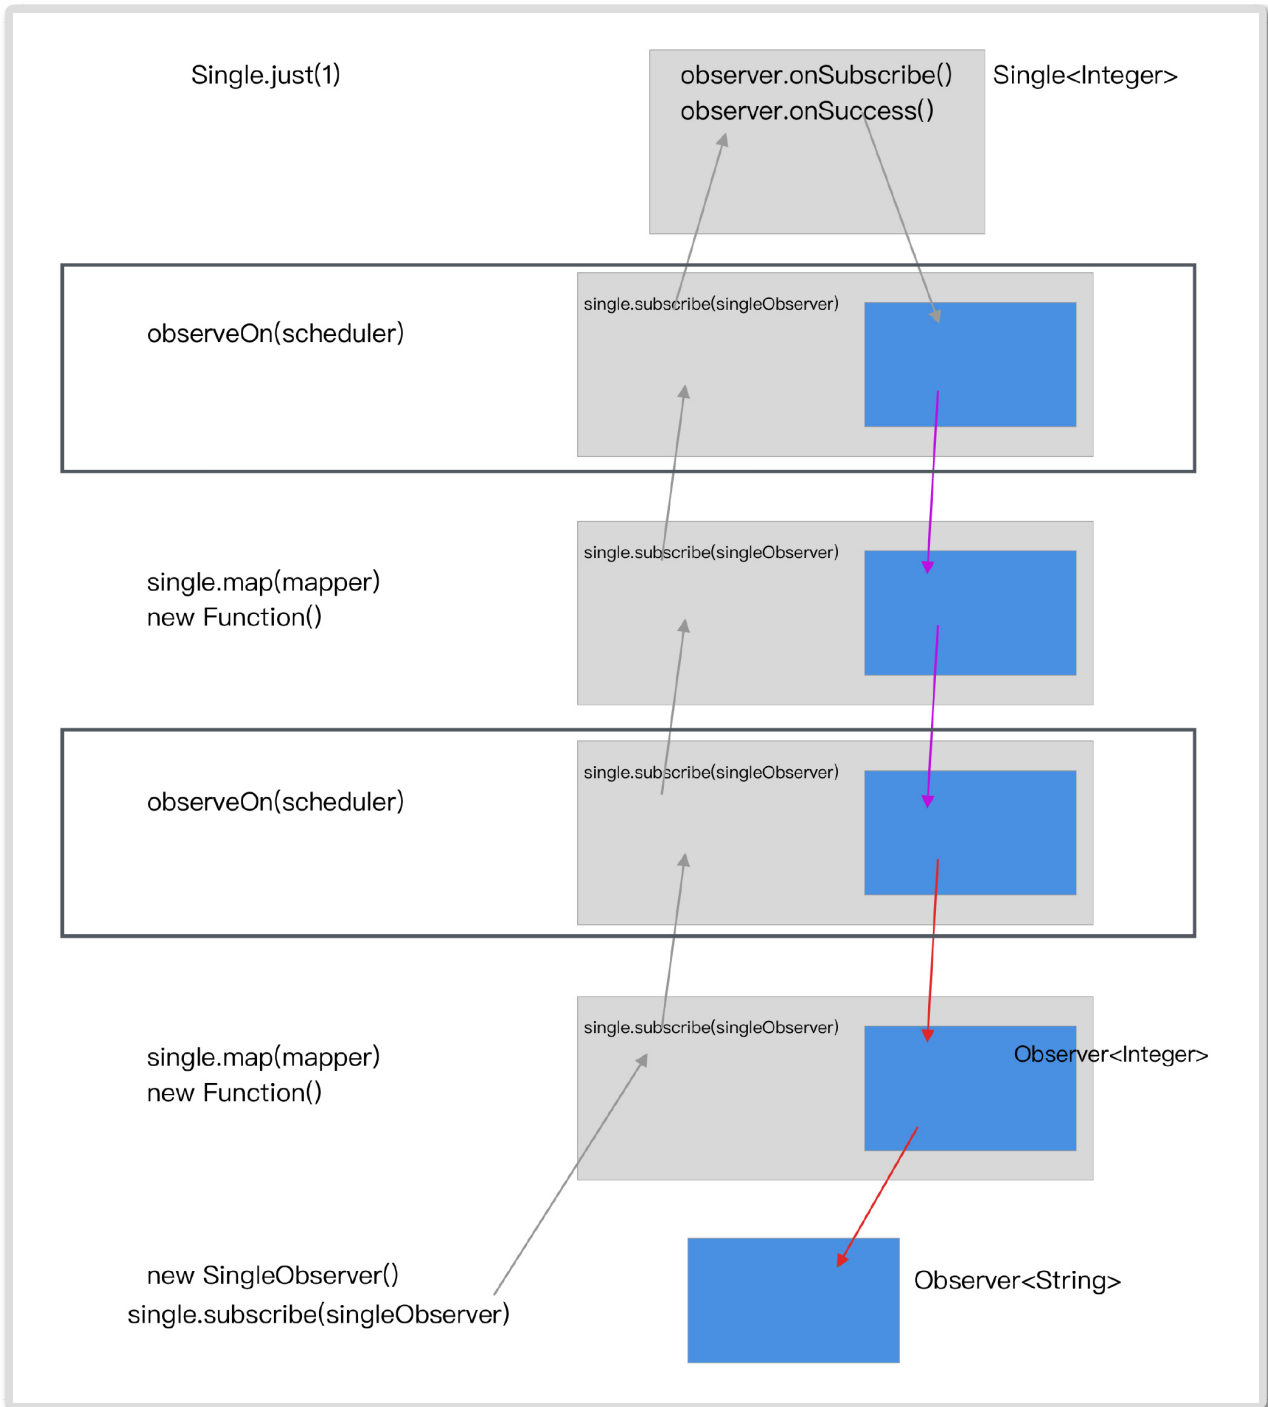 Single.just(1)
observer.onSubscribe()
observer.onSuccess()
Single<Integer>
observeOn(scheduler)
single.subscribe(singleObserver)
single.map(mapper)
new Function()
single.subscribe(singleObserver)
observeOn(scheduler)
single.subscribe(singleObserver)
single.map(mapper)
new Function()
single.subscribe(singleObserver)
Observer<Integer>
new SingleObserver()
single.subscribe(singleObserver)
Observer<String>